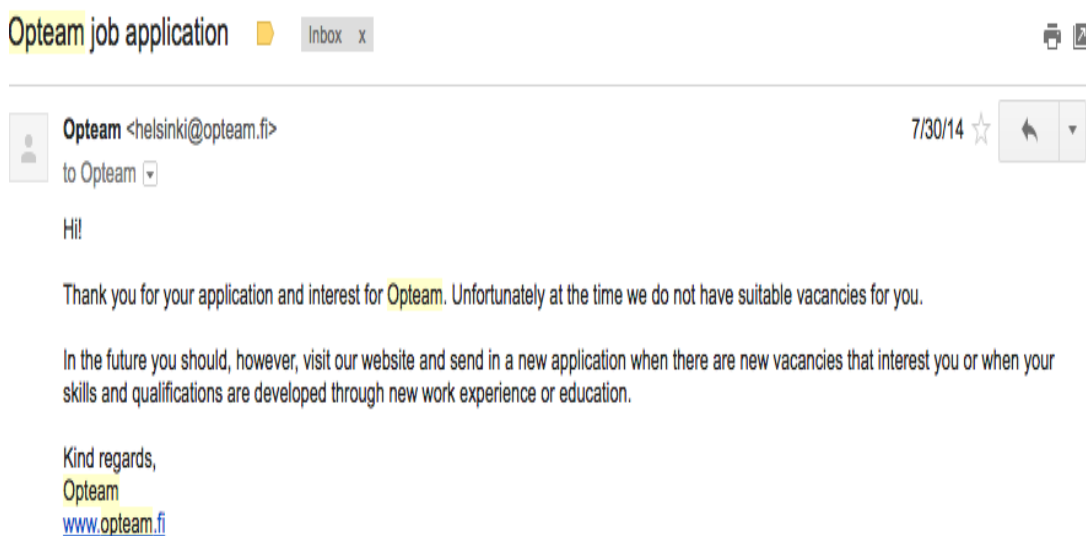 Opteam job application Inbox x
Opteam <helsinki@opteam.fi> 7/30/14
to Opteam
Hi!
Thank you for your application and interest for Opteam. Unfortunately at the time we do not have suitable vacancies for you.
In the future you should, however, visit our website and send in a new application when there are new vacancies that interest you or when your
skills and qualifications are developed through new work experience or education.
Kind regards,
Opteam
www.opteam.fi